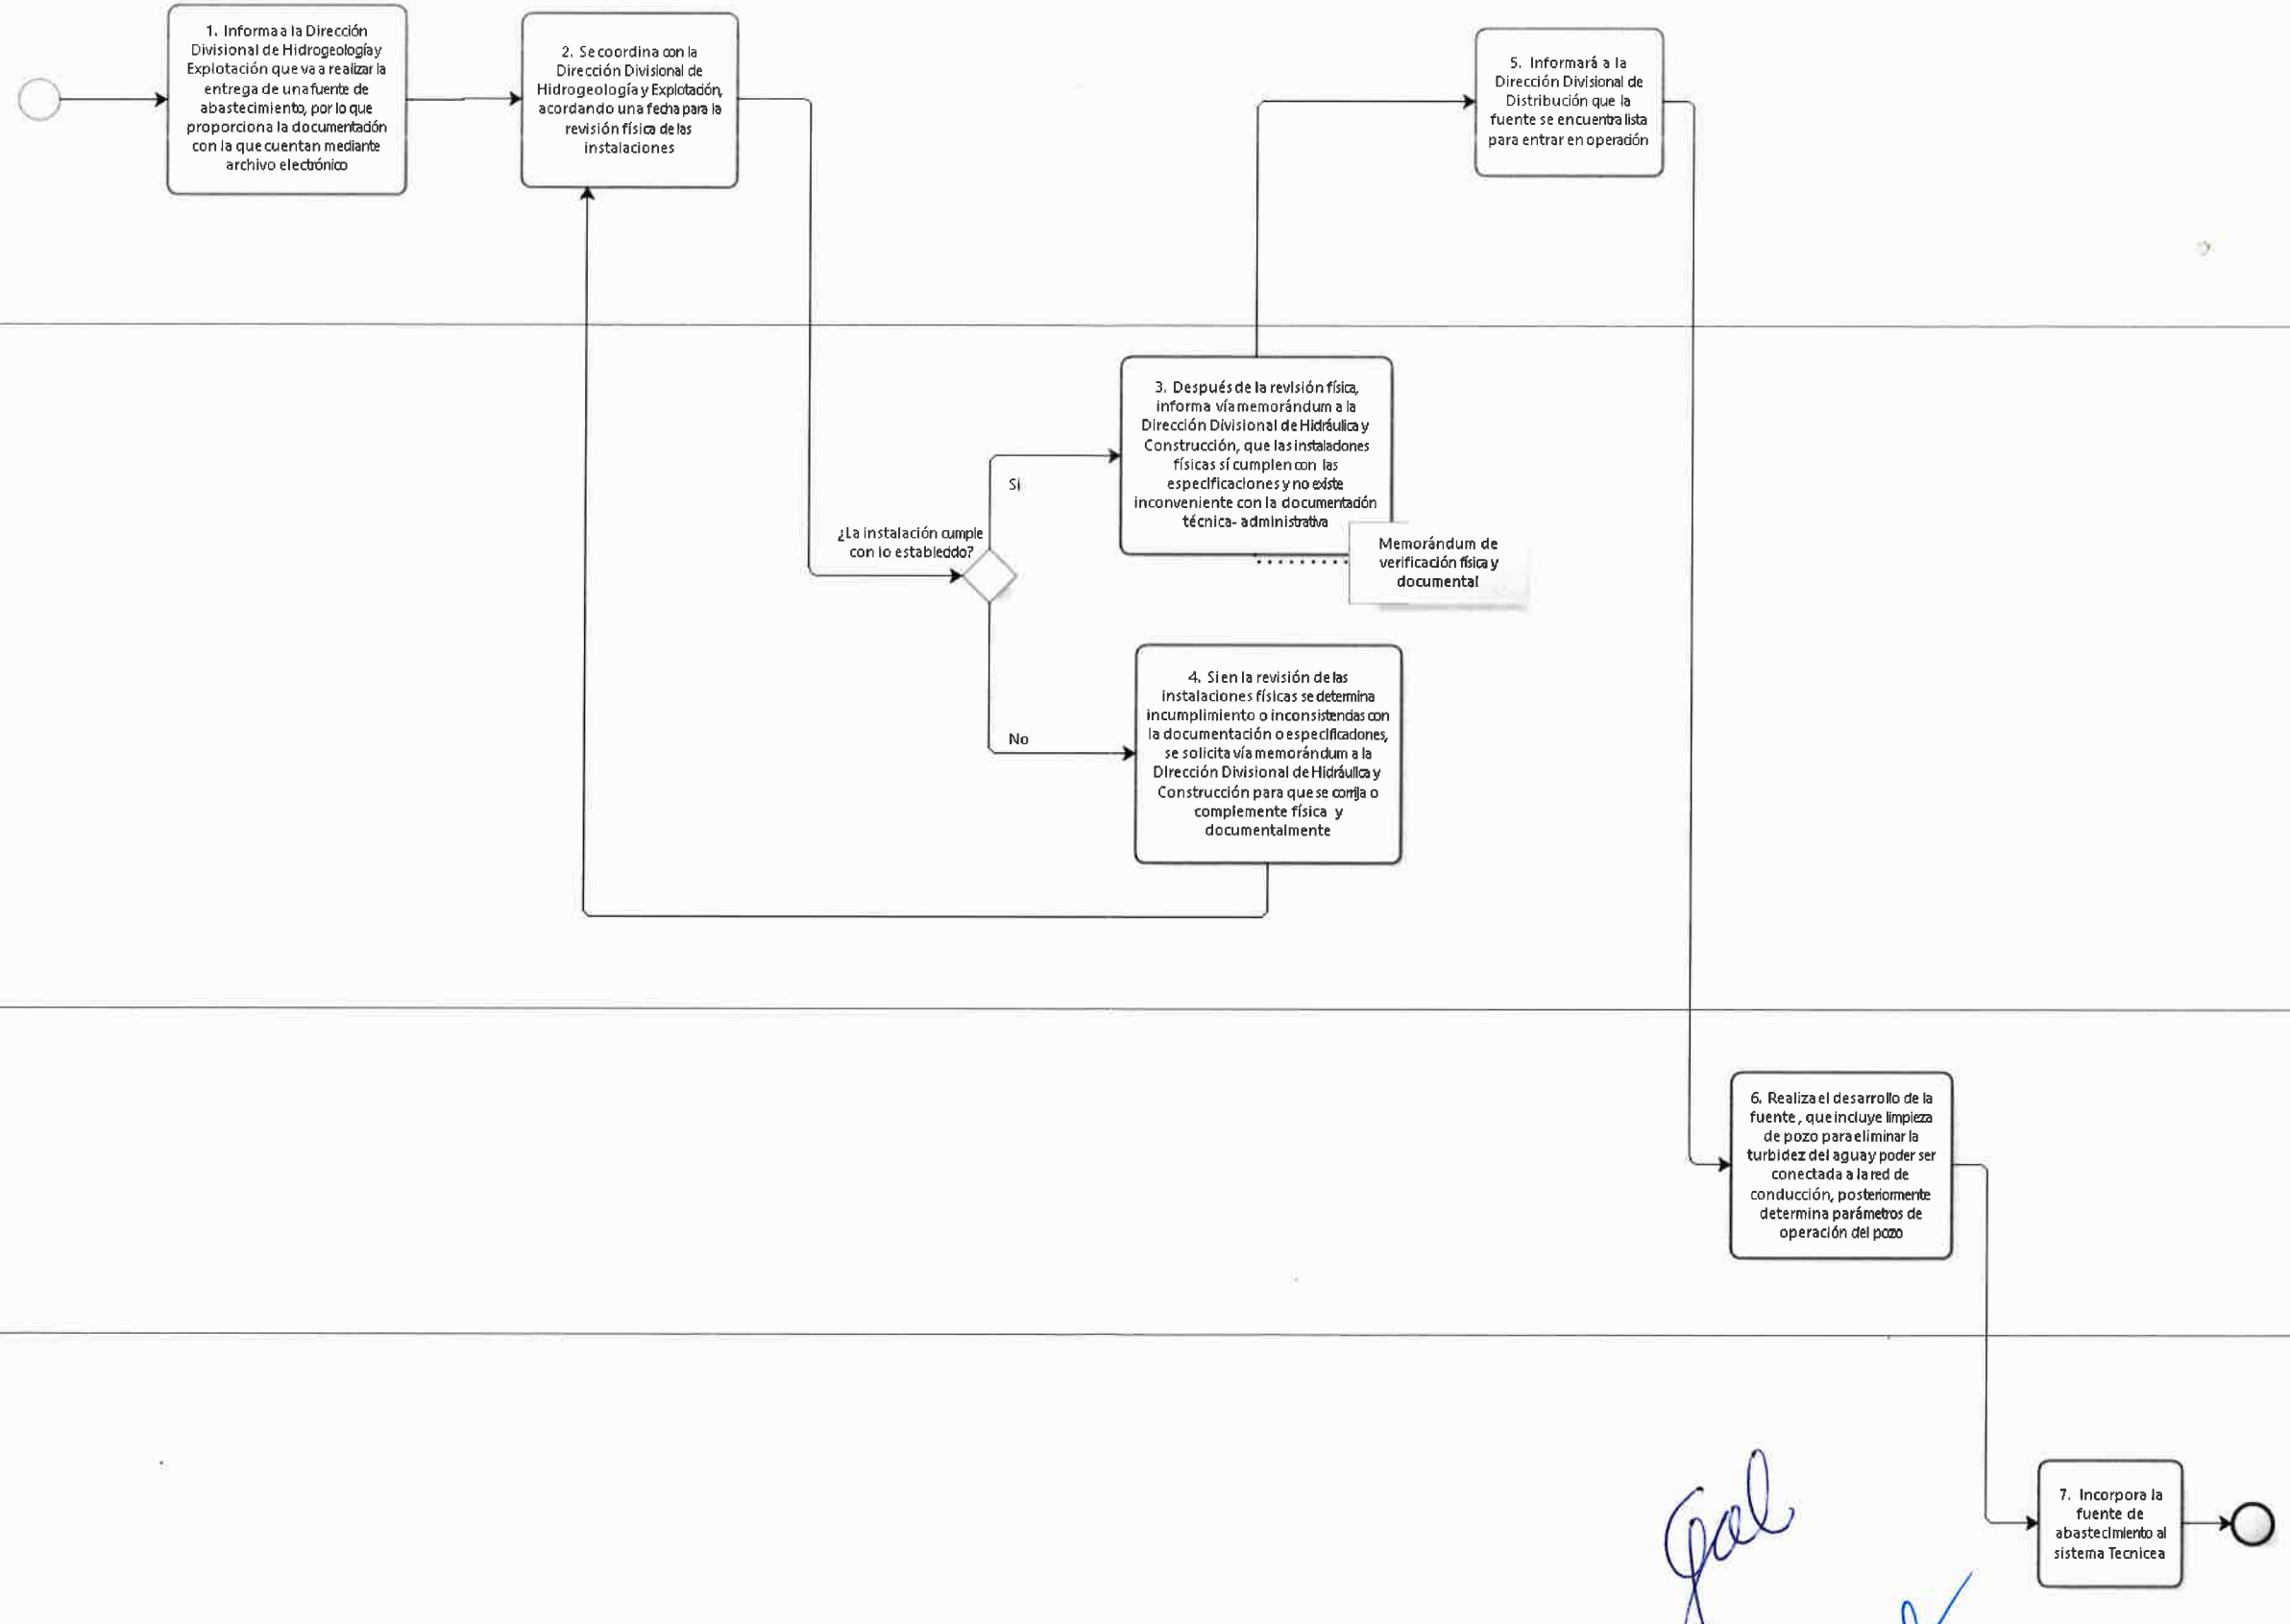 1. Informa a la Dirección
Divisional de Hidrogeología y
Explotación que va a realizar la
entrega de una fuente de
abastecimiento, por lo que
proporciona la documentación
con la que cuentan mediante
archivo electrónico
2. Se coordina con la
Dirección Divisional de
Hidrogeología y Explotación,
acordando una fecha para la
revisión física de las
instalaciones
5. Informará a la
Dirección Divisional de
Distribución que la
fuente se encuentra lista
para entrar en operación
3. Después de la revisión física,
informa vía memorándum a la
Dirección Divisional de Hidráulica y
Construcción, que las instalaciones
físicas sí cumplen con las
especificaciones y no existe
inconveniente con la documentación
técnica- administrativa
Si
¿La instalación cumple
con lo establecido?
Memorándum de
verificación física y
documental
4. Si en la revisión de las
instalaciones físicas se determina
incumplimiento o inconsistencias con
la documentación o especificaciones,
se solicita vía memorándum a la
Dirección Divisional de Hidráulica y
Construcción para que se corrija o
complemente física y
documentalmente
No
6. Realiza el desarrollo de la
fuente, que incluye limpieza
de pozo para eliminar la
turbidez del agua y poder ser
conectada a la red de
conducción, posteriormente
determina parámetros de
operación del pozo
7. Incorpora la
fuente de
abastecimiento al
sistema Tecnicea